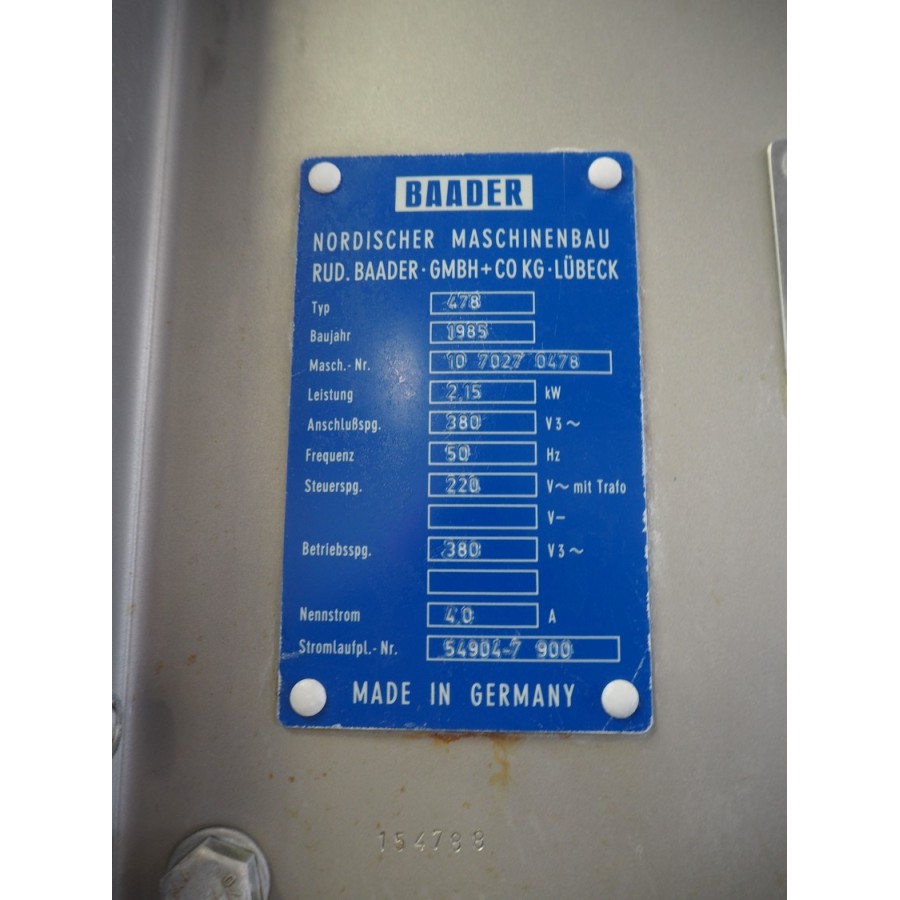 BAADER
NORDISCHER MASCHINENBAU
RUD. BAADER · GMBH + CO KG · LÜBECK
Typ 478
Baujahr 1985
Masch.-Nr. 10 7027 0478
Leistung 2,15 kW
Anschlußspg. 380 V 3 ~
Frequenz 50 Hz
Steuerspg. 220 V ~ mit Trafo
V –
Betriebsspg. 380 V 3 ~
Nennstrom 4,0 A
Stromlaufpl.-Nr. 54904-7 900
MADE IN GERMANY
154788